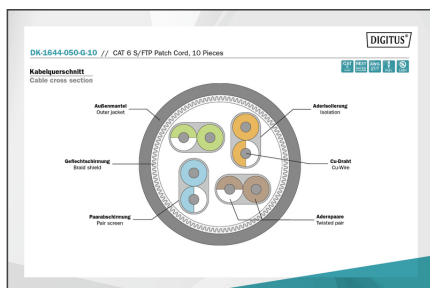 DIGITUS®
DK-1644-050-G-10 // CAT 6 S/FTP Patch Cord, 10 Pieces
Kabelquerschnitt
Cable cross section
Außenmantel
Outer jacket
Aderisolierung
Isolation
Geflechtschirmung
Braid shield
Cu-Draht
Cu-Wire
Paarabschirmung
Pair screen
Adernpaare
Twisted pair